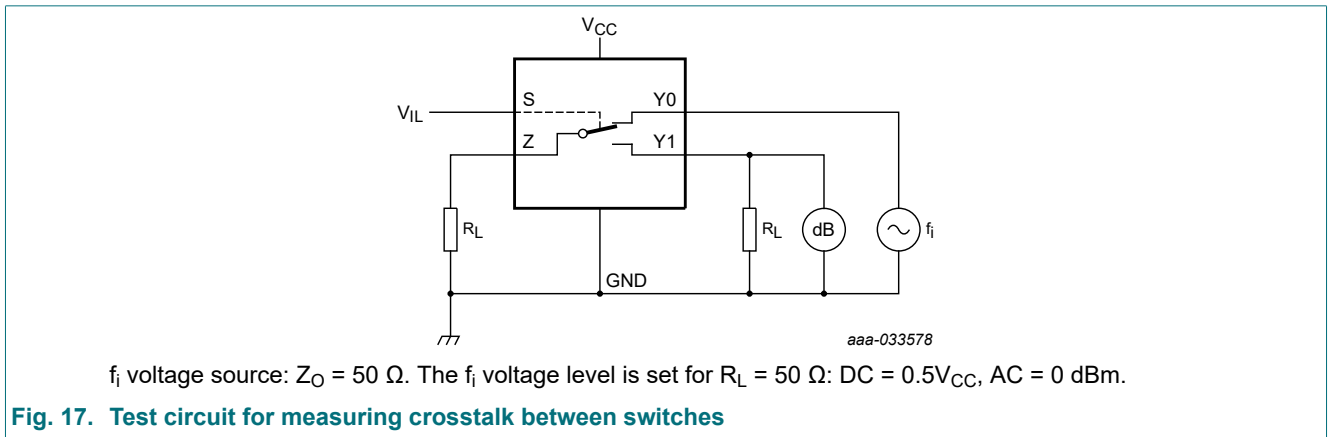 VCC
S
Y0
VIL
Z
Y1
RL
RL
dB
fi
GND
aaa-033578
fi voltage source: ZO = 50 Ω. The fi voltage level is set for RL = 50 Ω: DC = 0.5VCC, AC = 0 dBm.
Fig. 17. Test circuit for measuring crosstalk between switches